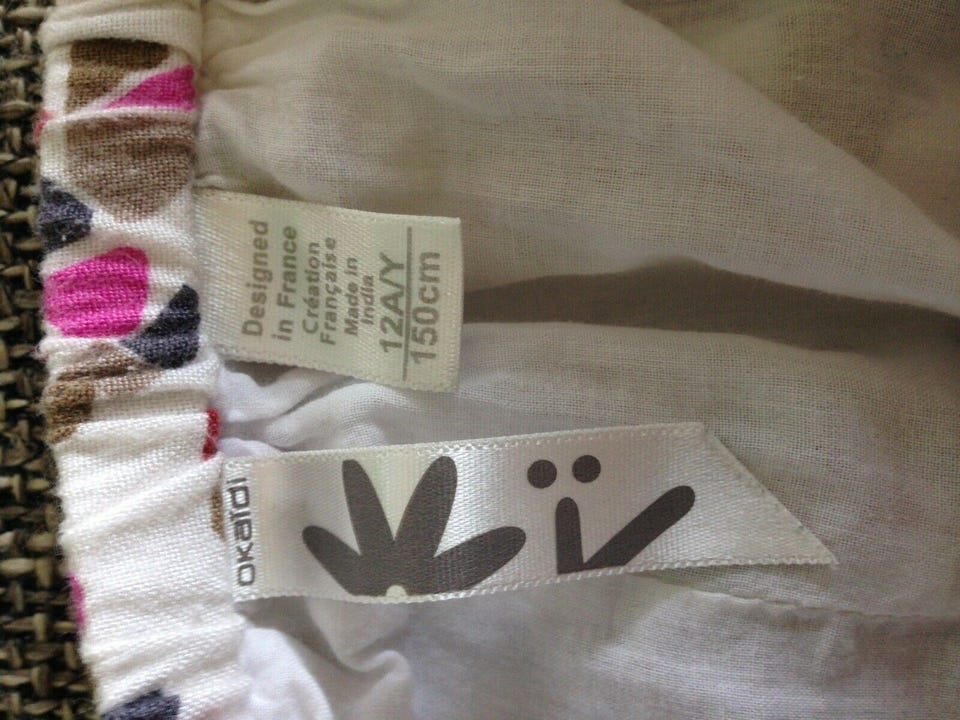 Designed
in France
Création
Française
Made in
India
12A/Y
150cm
okaïdi